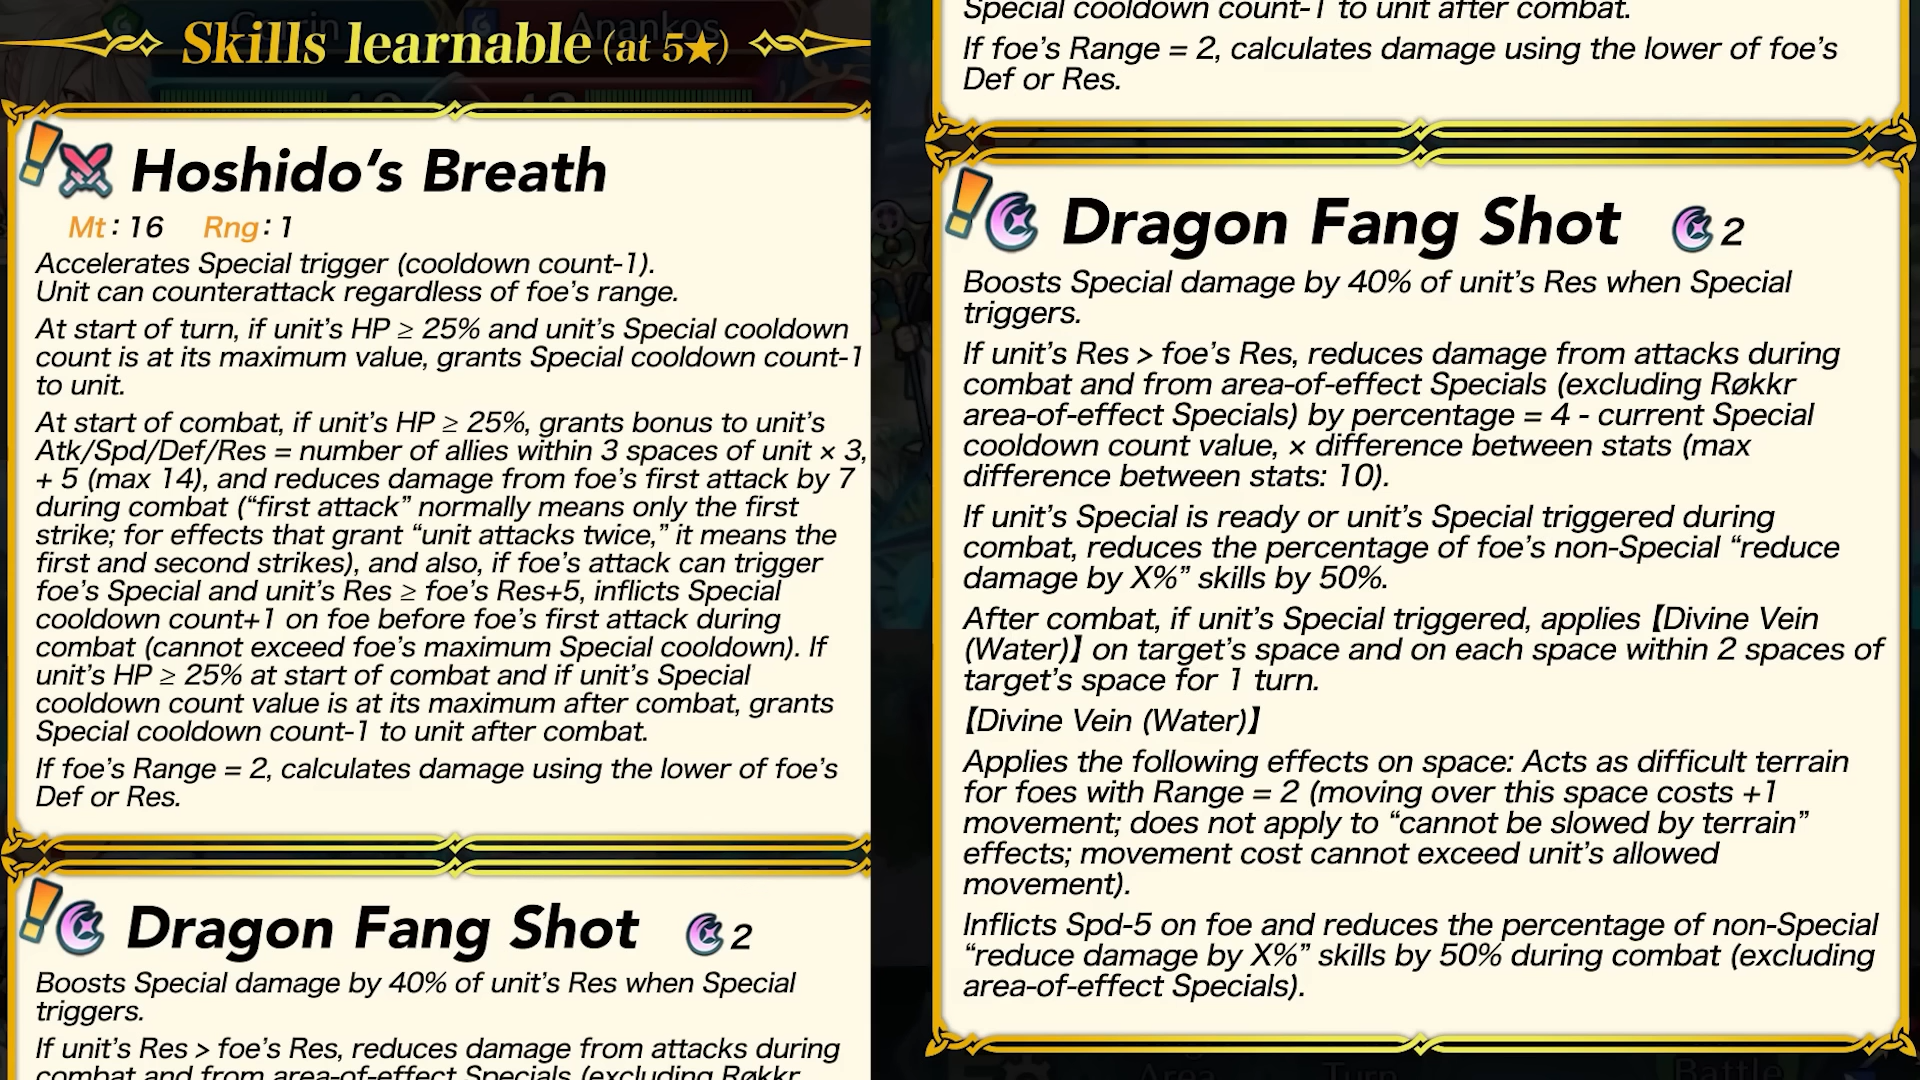 Skills learnable (at 5★)
Hoshido's Breath
Mt: 16 Rng: 1
Accelerates Special trigger (cooldown count-1).
Unit can counterattack regardless of foe's range.
At start of turn, if unit's HP ≥ 25% and unit's Special cooldown
count is at its maximum value, grants Special cooldown count-1
to unit.
At start of combat, if unit's HP ≥ 25%, grants bonus to unit's
Atk/Spd/Def/Res = number of allies within 3 spaces of unit × 3,
+ 5 (max 14), and reduces damage from foe's first attack by 7
during combat (“first attack” normally means only the first
strike; for effects that grant “unit attacks twice,” it means the
first and second strikes), and also, if foe's attack can trigger
foe's Special and unit's Res ≥ foe's Res+5, inflicts Special
cooldown count+1 on foe before foe's first attack during
combat (cannot exceed foe's maximum Special cooldown). If
unit's HP ≥ 25% at start of combat and if unit's Special
cooldown count value is at its maximum after combat, grants
Special cooldown count-1 to unit after combat.
If foe's Range = 2, calculates damage using the lower of foe's
Def or Res.
Dragon Fang Shot 2
Boosts Special damage by 40% of unit's Res when Special
triggers.
If unit's Res > foe's Res, reduces damage from attacks during
combat and from area-of-effect Specials (excluding Røkkr
Special cooldown count-1 to unit after combat.
If foe's Range = 2, calculates damage using the lower of foe's
Def or Res.
Dragon Fang Shot 2
Boosts Special damage by 40% of unit's Res when Special
triggers.
If unit's Res > foe's Res, reduces damage from attacks during
combat and from area-of-effect Specials (excluding Røkkr
area-of-effect Specials) by percentage = 4 - current Special
cooldown count value, × difference between stats (max
difference between stats: 10).
If unit's Special is ready or unit's Special triggered during
combat, reduces the percentage of foe's non-Special “reduce
damage by X%” skills by 50%.
After combat, if unit's Special triggered, applies【Divine Vein
(Water)】on target's space and on each space within 2 spaces of
target's space for 1 turn.
【Divine Vein (Water)】
Applies the following effects on space: Acts as difficult terrain
for foes with Range = 2 (moving over this space costs +1
movement; does not apply to “cannot be slowed by terrain”
effects; movement cost cannot exceed unit's allowed
movement).
Inflicts Spd-5 on foe and reduces the percentage of non-Special
“reduce damage by X%” skills by 50% during combat (excluding
area-of-effect Specials).
Area
Turn
Battle